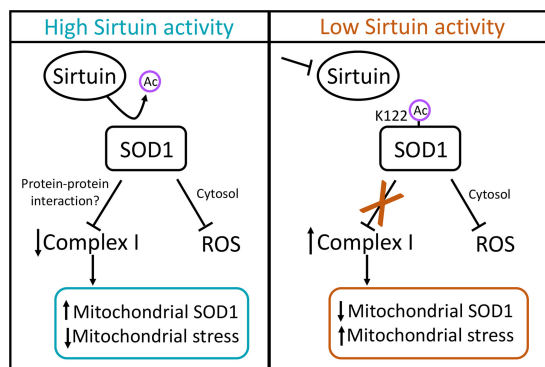 High Sirtuin activity
Sirtuin
Ac
SOD1
Protein-protein
interaction?
Cytosol
Complex I
ROS
Mitochondrial SOD1
Mitochondrial stress
Low Sirtuin activity
Sirtuin
Ac
K122
SOD1
Cytosol
Complex I
ROS
Mitochondrial SOD1
Mitochondrial stress